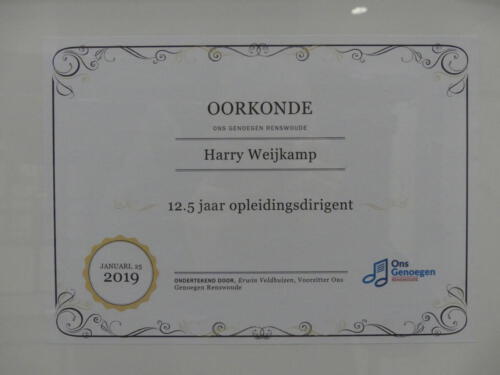 OORKONDE
ONS GENOEGEN RENSWOUDE
Harry Weijkamp
12.5 jaar opleidingsdirigent
JANUARI, 25
2019
ONDERTEKEND DOOR, Erwin Veldhuizen, Voorzitter Ons
Genoegen Renswoude
Ons
Genoegen
RENSWOUDE